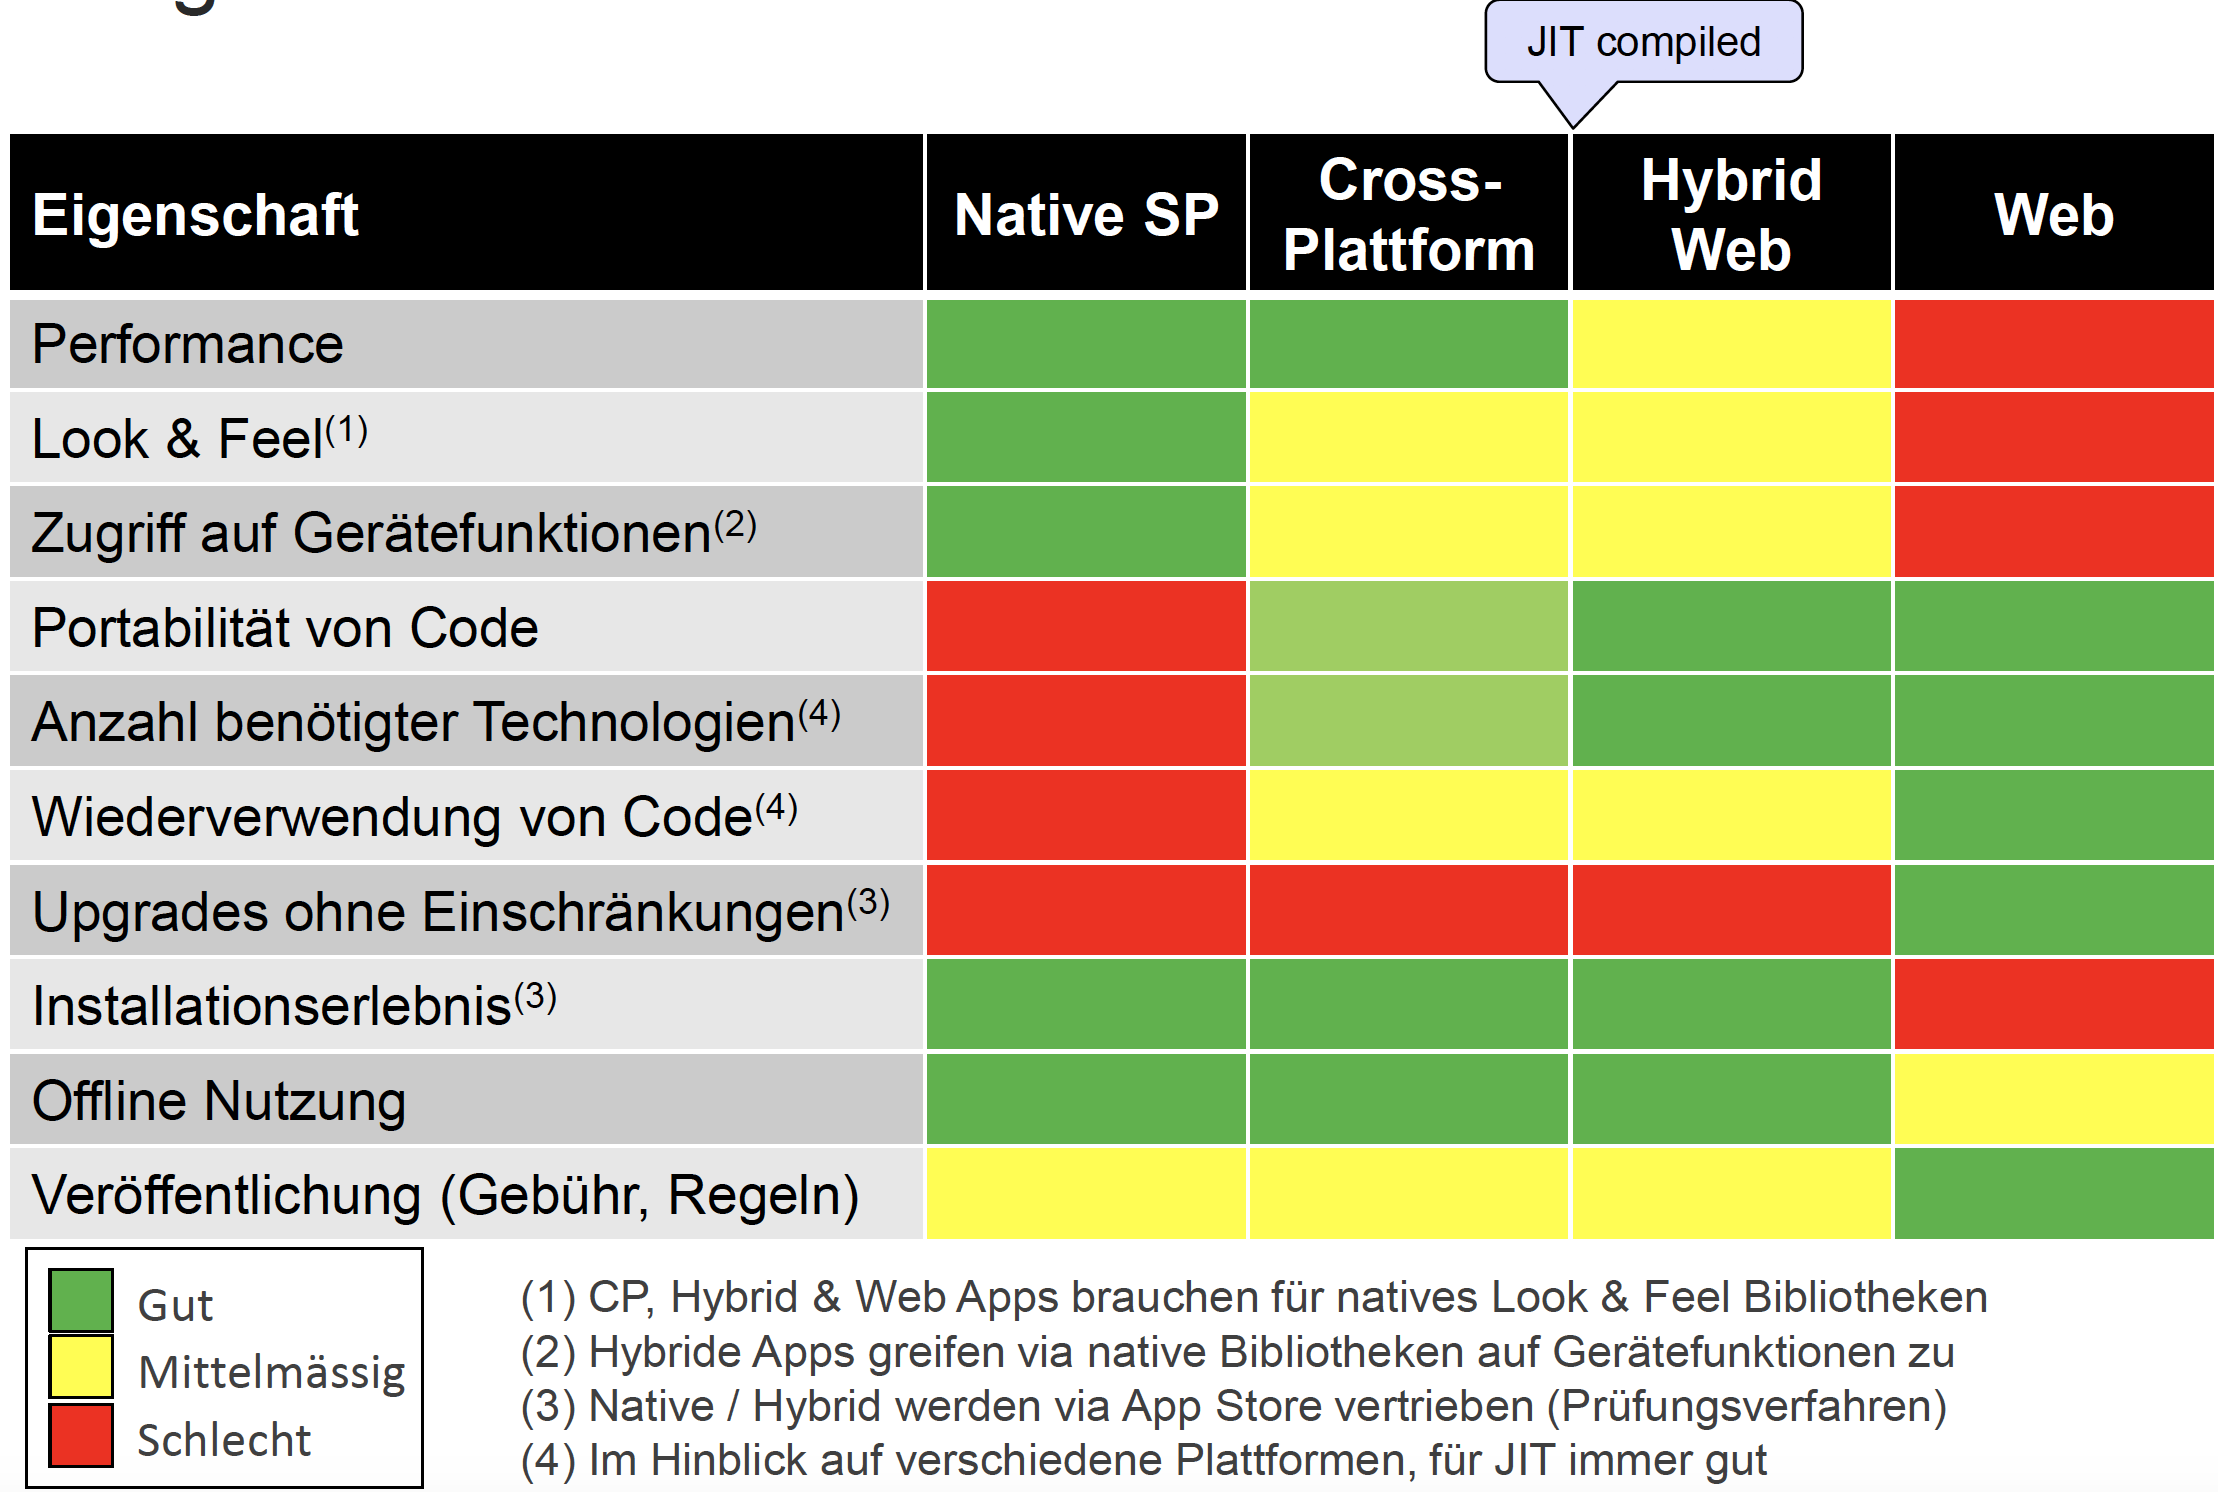 JIT compiled
Eigenschaft
Native SP
Cross-
Plattform
Hybrid
Web
Web
Performance
Look & Feel(1)
Zugriff auf Gerätefunktionen(2)
Portabilität von Code
Anzahl benötigter Technologien(4)
Wiederverwendung von Code(4)
Upgrades ohne Einschränkungen(3)
Installationserlebnis(3)
Offline Nutzung
Veröffentlichung (Gebühr, Regeln)
Gut
Mittelmässig
Schlecht
(1) CP, Hybrid & Web Apps brauchen für natives Look & Feel Bibliotheken
(2) Hybride Apps greifen via native Bibliotheken auf Gerätefunktionen zu
(3) Native / Hybrid werden via App Store vertrieben (Prüfungsverfahren)
(4) Im Hinblick auf verschiedene Plattformen, für JIT immer gut